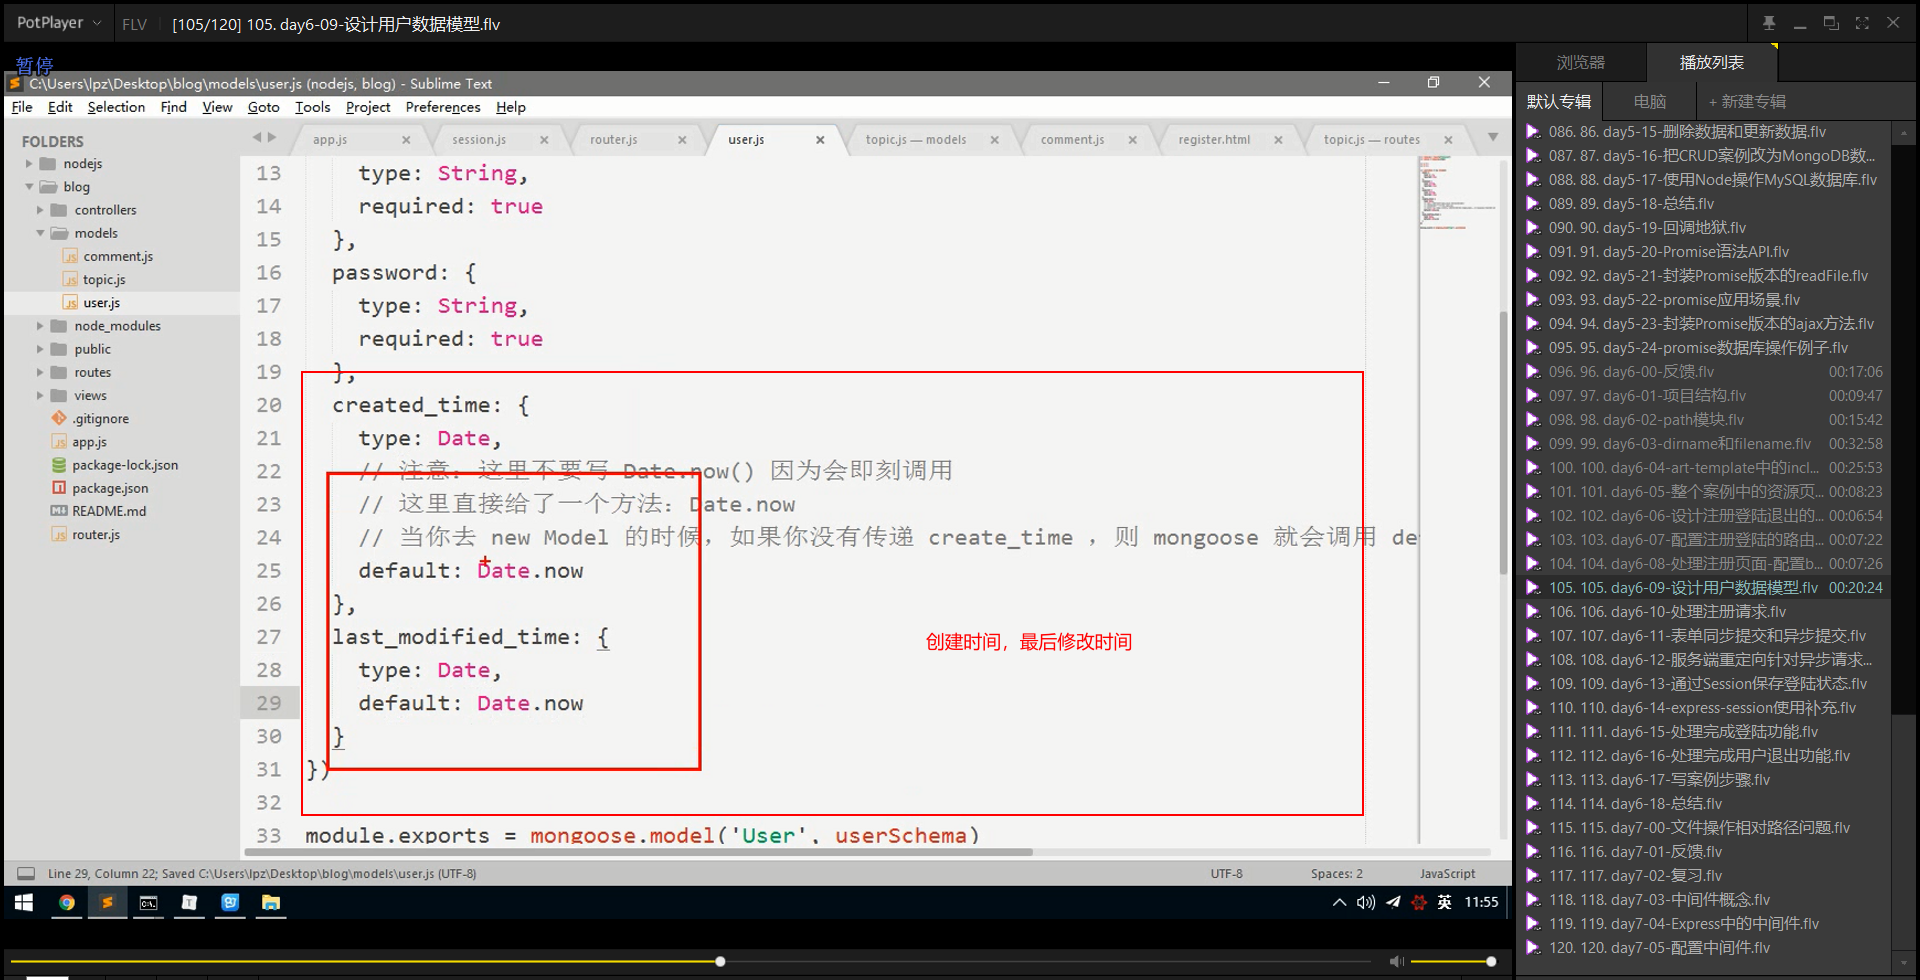 PotPlayer
FLV
[105/120] 105. day6-09-设计用户数据模型.flv
暂停
C:\Users\lpz\Desktop\blog\models\user.js (nodejs, blog) - Sublime Text
File Edit Selection Find View Goto Tools Project Preferences Help
FOLDERS
nodejs
blog
controllers
models
comment.js
topic.js
user.js
node_modules
public
routes
views
.gitignore
app.js
package-lock.json
package.json
README.md
router.js
app.js session.js router.js user.js topic.js — models comment.js register.html topic.js — routes
13 type: String,
14 required: true
15 },
16 password: {
17 type: String,
18 required: true
19 },
20 created_time: {
21 type: Date,
22 // 注意：这里不要写 Date.now() 因为会即刻调用
23 // 这里直接给了一个方法：Date.now
24 // 当你去 new Model 的时候，如果你没有传递 create_time ，则 mongoose 就会调用 de
25 default: Date.now
26 },
27 last_modified_time: {
28 type: Date,
29 default: Date.now
30 }
31 })
32
33 module.exports = mongoose.model('User', userSchema)
创建时间，最后修改时间
Line 29, Column 22; Saved C:\Users\lpz\Desktop\blog\models\user.js (UTF-8)
UTF-8
Spaces: 2
JavaScript
英
11:55
浏览器
播放列表
默认专辑
电脑
+ 新建专辑
086. 86. day5-15-删除数据和更新数据.flv
087. 87. day5-16-把CRUD案例改为MongoDB数...
088. 88. day5-17-使用Node操作MySQL数据库.flv
089. 89. day5-18-总结.flv
090. 90. day5-19-回调地狱.flv
091. 91. day5-20-Promise语法API.flv
092. 92. day5-21-封装Promise版本的readFile.flv
093. 93. day5-22-promise应用场景.flv
094. 94. day5-23-封装Promise版本的ajax方法.flv
095. 95. day5-24-promise数据库操作例子.flv
096. 96. day6-00-反馈.flv 00:17:06
097. 97. day6-01-项目结构.flv 00:09:47
098. 98. day6-02-path模块.flv 00:15:42
099. 99. day6-03-dirname和filename.flv 00:32:58
100. 100. day6-04-art-template中的incl... 00:25:53
101. 101. day6-05-整个案例中的资源页... 00:08:23
102. 102. day6-06-设计注册登陆退出的... 00:06:54
103. 103. day6-07-配置注册登陆的路由... 00:07:22
104. 104. day6-08-处理注册页面-配置b... 00:07:26
105. 105. day6-09-设计用户数据模型.flv 00:20:24
106. 106. day6-10-处理注册请求.flv
107. 107. day6-11-表单同步提交和异步提交.flv
108. 108. day6-12-服务端重定向针对异步请求...
109. 109. day6-13-通过Session保存登陆状态.flv
110. 110. day6-14-express-session使用补充.flv
111. 111. day6-15-处理完成登陆功能.flv
112. 112. day6-16-处理完成用户退出功能.flv
113. 113. day6-17-写案例步骤.flv
114. 114. day6-18-总结.flv
115. 115. day7-00-文件操作相对路径问题.flv
116. 116. day7-01-反馈.flv
117. 117. day7-02-复习.flv
118. 118. day7-03-中间件概念.flv
119. 119. day7-04-Express中的中间件.flv
120. 120. day7-05-配置中间件.flv